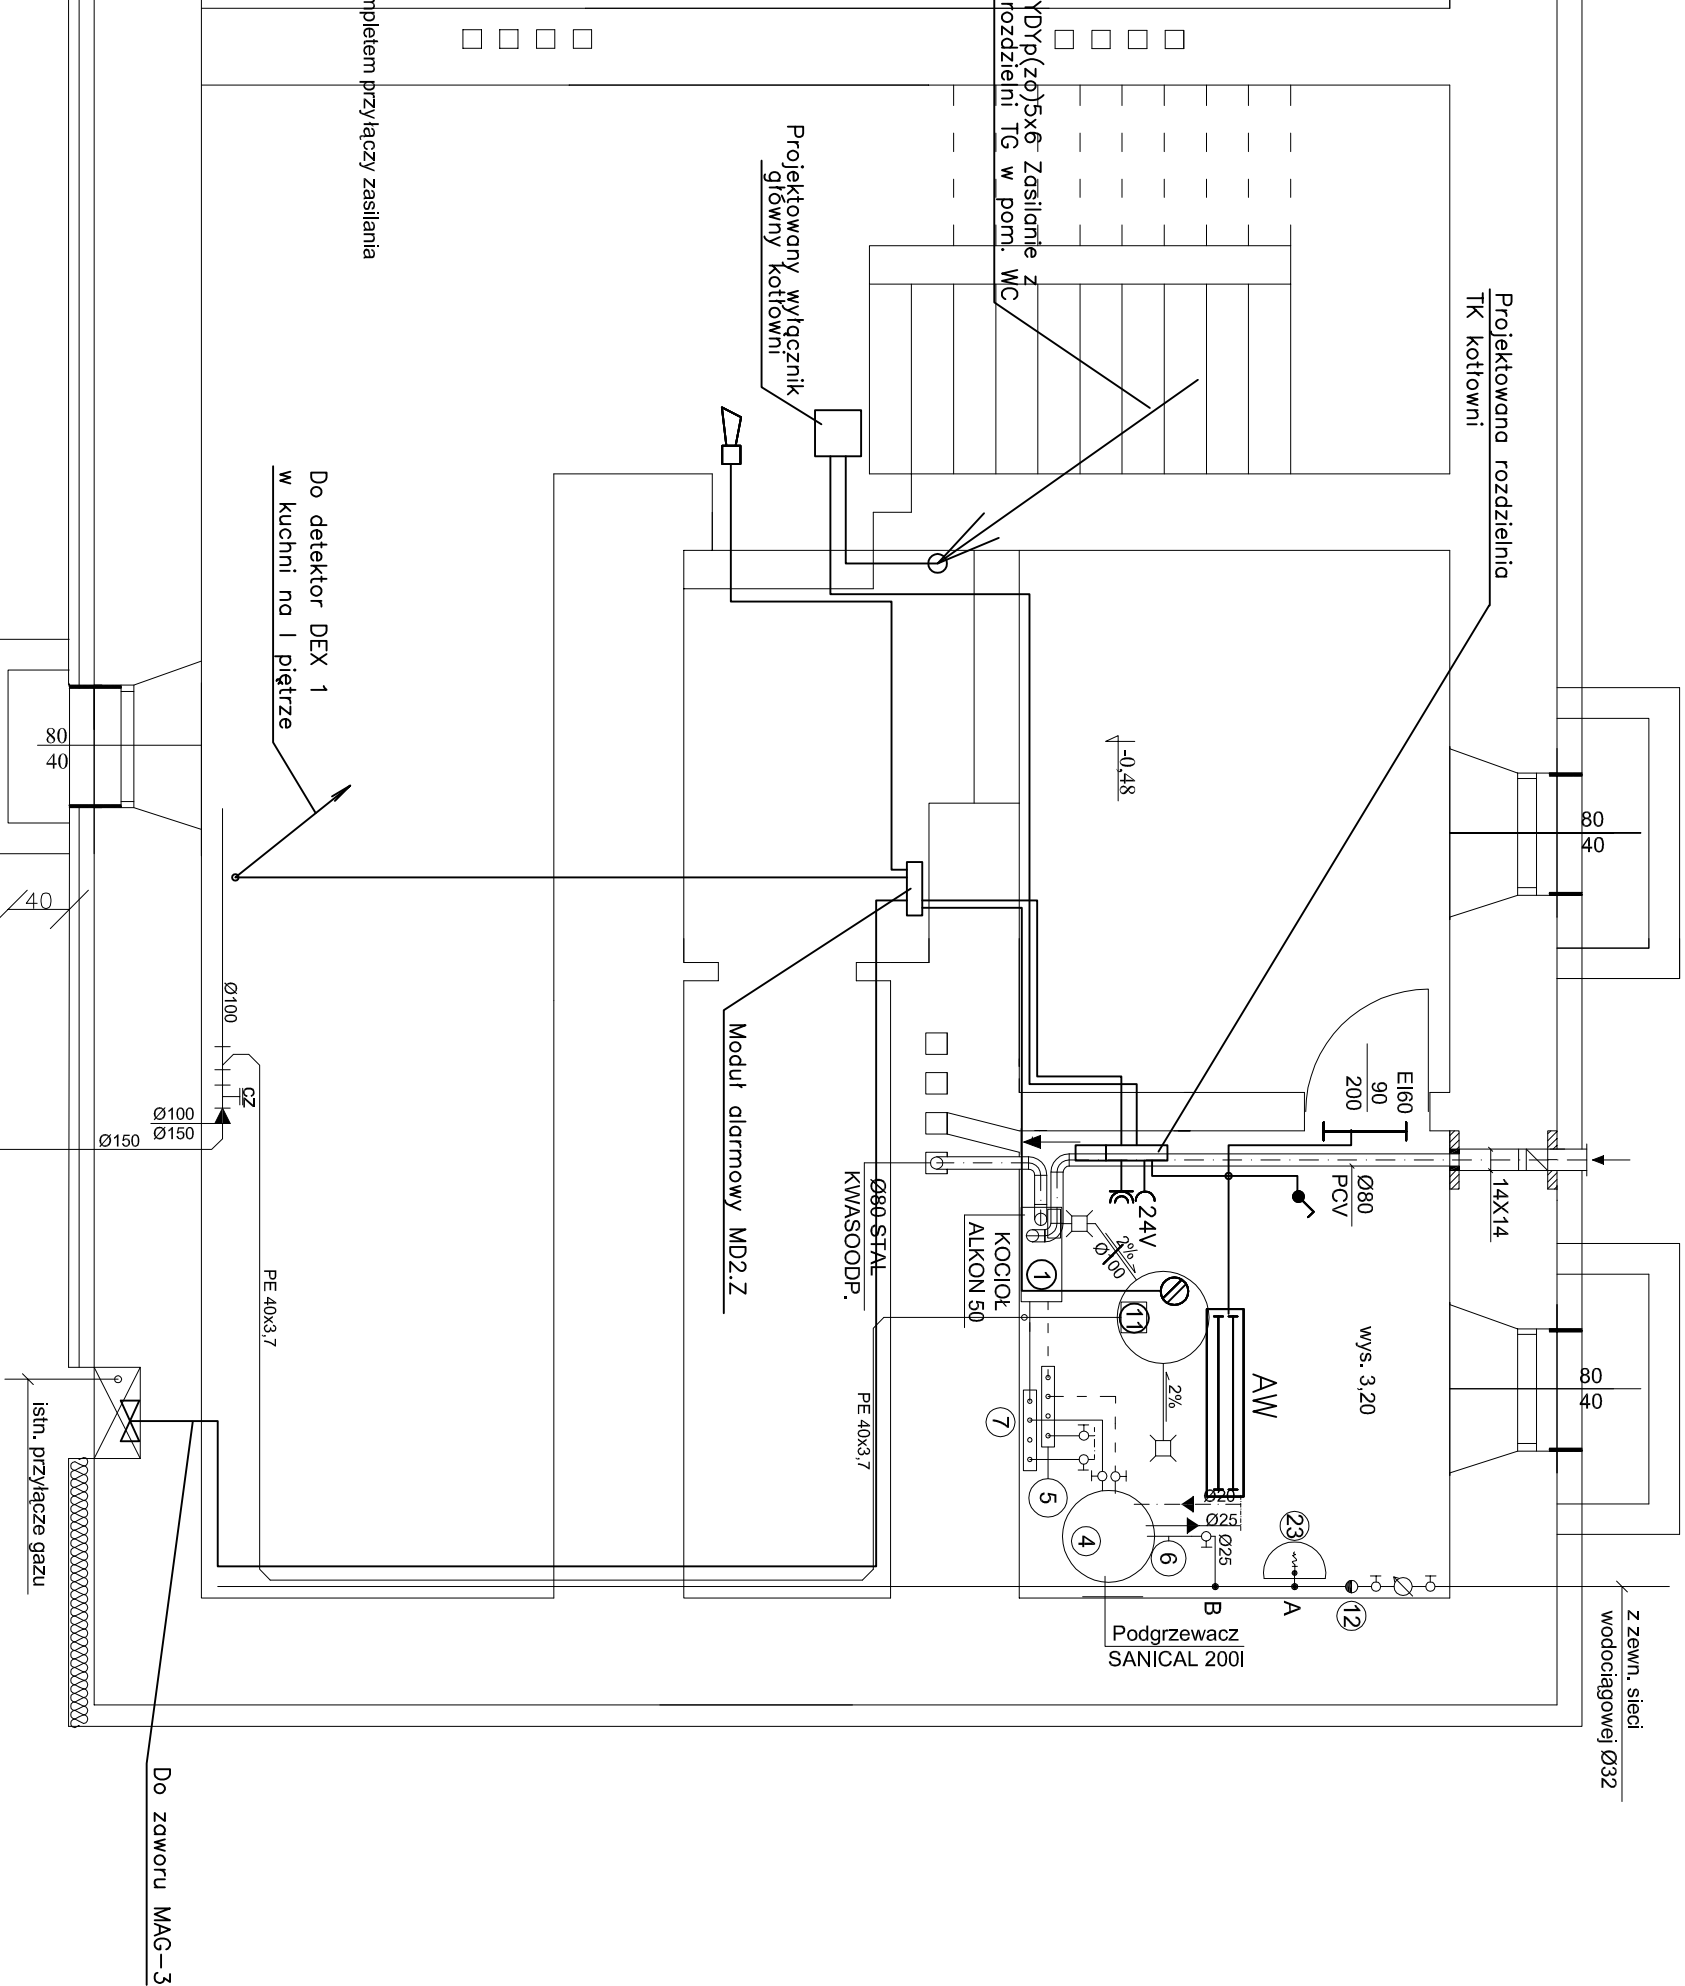 mpletem przyłączy zasilania
YDYp(żo)5x6 Zasilanie z
rozdzielni TG w pom. WC
Projektowany wyłącznik
główny kotłowni
Projektowana rozdzielnia
TK kotłowni
Do detektor DEX 1
w kuchni na I piętrze
80
40
40
-0,48
80
40
Ø100
cz
Ø100
Ø150
Ø150
PE 40x3,7
Moduł alarmowy MD2.Z
Ø80 STAL
KWASOODP.
KOCIOŁ
ALKON 50
EI60
90
200
Ø80
PCV
14X14
24V
2%
Ø100
1
11
2%
AW
wys. 3,20
80
40
PE 40x3,7
7
5
4
6
Ø20
Ø25
Ø25
23
12
A
B
Podgrzewacz
SANICAL 200l
z zewn. sieci
wodociągowej Ø32
istn. przyłącze gazu
Do zaworu MAG-3